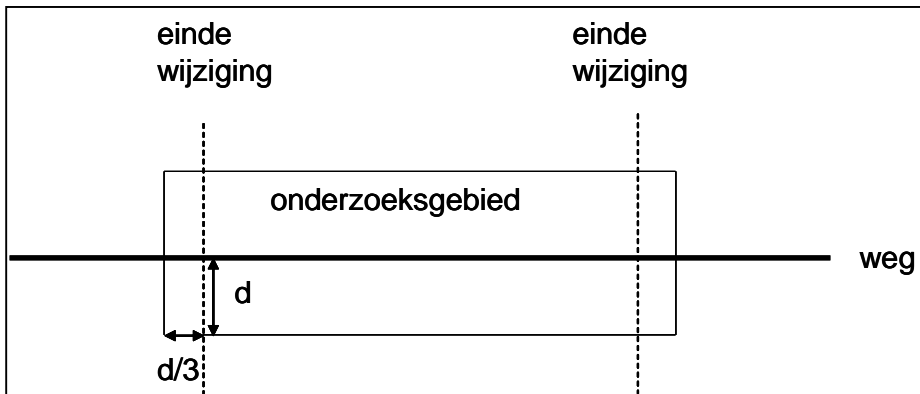 einde
wijziging
einde
wijziging
onderzoeksgebied
weg
d
d/3